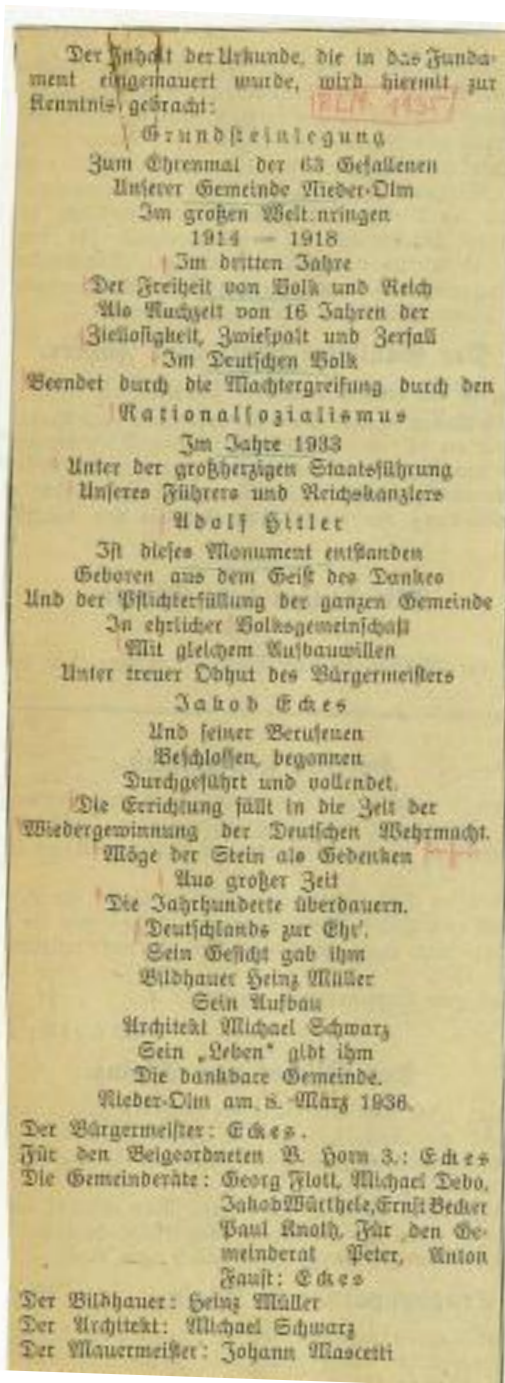 Der Inhalt der Urkunde, die in das Funda-
ment eingemauert wurde, wird hiermit zur
Kenntnis gebracht:
Grundsteinlegung
Zum Ehrenmal der 63 Gefallenen
Unserer Gemeinde Nieder-Olm
Im großen Welt.nringen
1914 — 1918
Im dritten Jahre
Der Freiheit von Volk und Reich
Als Nachzeit von 16 Jahren der
Ziellosigkeit, Zwiespalt und Zerfall
Im Deutschen Volk
Beendet durch die Machtergreifung durch den
Nationalsozialismus
Im Jahre 1933
Unter der großherzigen Staatsführung
Unseres Führers und Reichskanzlers
Adolf Hitler
Ist dieses Monument entstanden
Geboren aus dem Geist des Dankes
Und der Pflichterfüllung der ganzen Gemeinde
In ehrlicher Volksgemeinschaft
Mit gleichem Aufbauwillen
Unter treuer Obhut des Bürgermeisters
Jakob Eckes
Und seiner Berufenen
Beschlossen, begonnen
Durchgeführt und vollendet.
Die Errichtung fällt in die Zeit der
Wiedergewinnung der Deutschen Wehrmacht.
Möge der Stein als Gedenken
Aus großer Zeit
Die Jahrhunderte überdauern.
Deutschlands zur Ehr'.
Sein Gesicht gab ihm
Bildhauer Heinz Müller
Sein Aufbau
Architekt Michael Schwarz
Sein „Leben" gibt ihm
Die dankbare Gemeinde.
Nieder-Olm am 8. März 1936.
Der Bürgermeister: Eckes.
Für den Beigeordneten B. Horn 3.: Eckes
Die Gemeinderäte: Georg Flott, Michael Debo,
Jakob Würthele, Ernst Becker
Paul Knoth, Für den Ge-
meinderat Peter, Anton
Faust: Eckes
Der Bildhauer: Heinz Müller
Der Architekt: Michael Schwarz
Der Mauermeister: Johann Mascetti